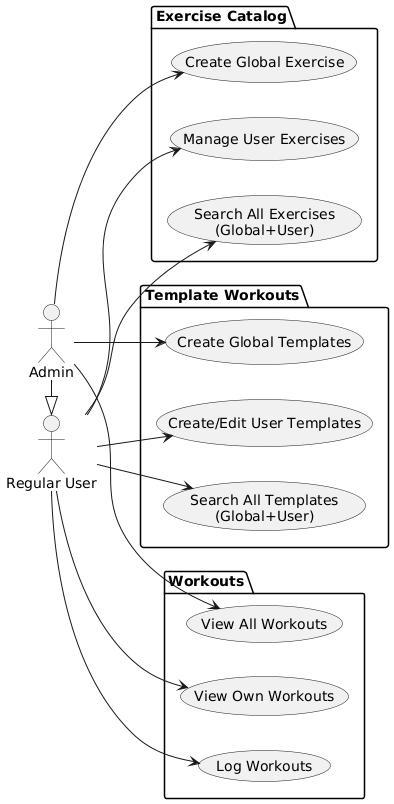 Exercise Catalog
Create Global Exercise
Manage User Exercises
Search All Exercises
(Global+User)
Template Workouts
Create Global Templates
Admin
Create/Edit User Templates
Regular User
Search All Templates
(Global+User)
Workouts
View All Workouts
View Own Workouts
Log Workouts